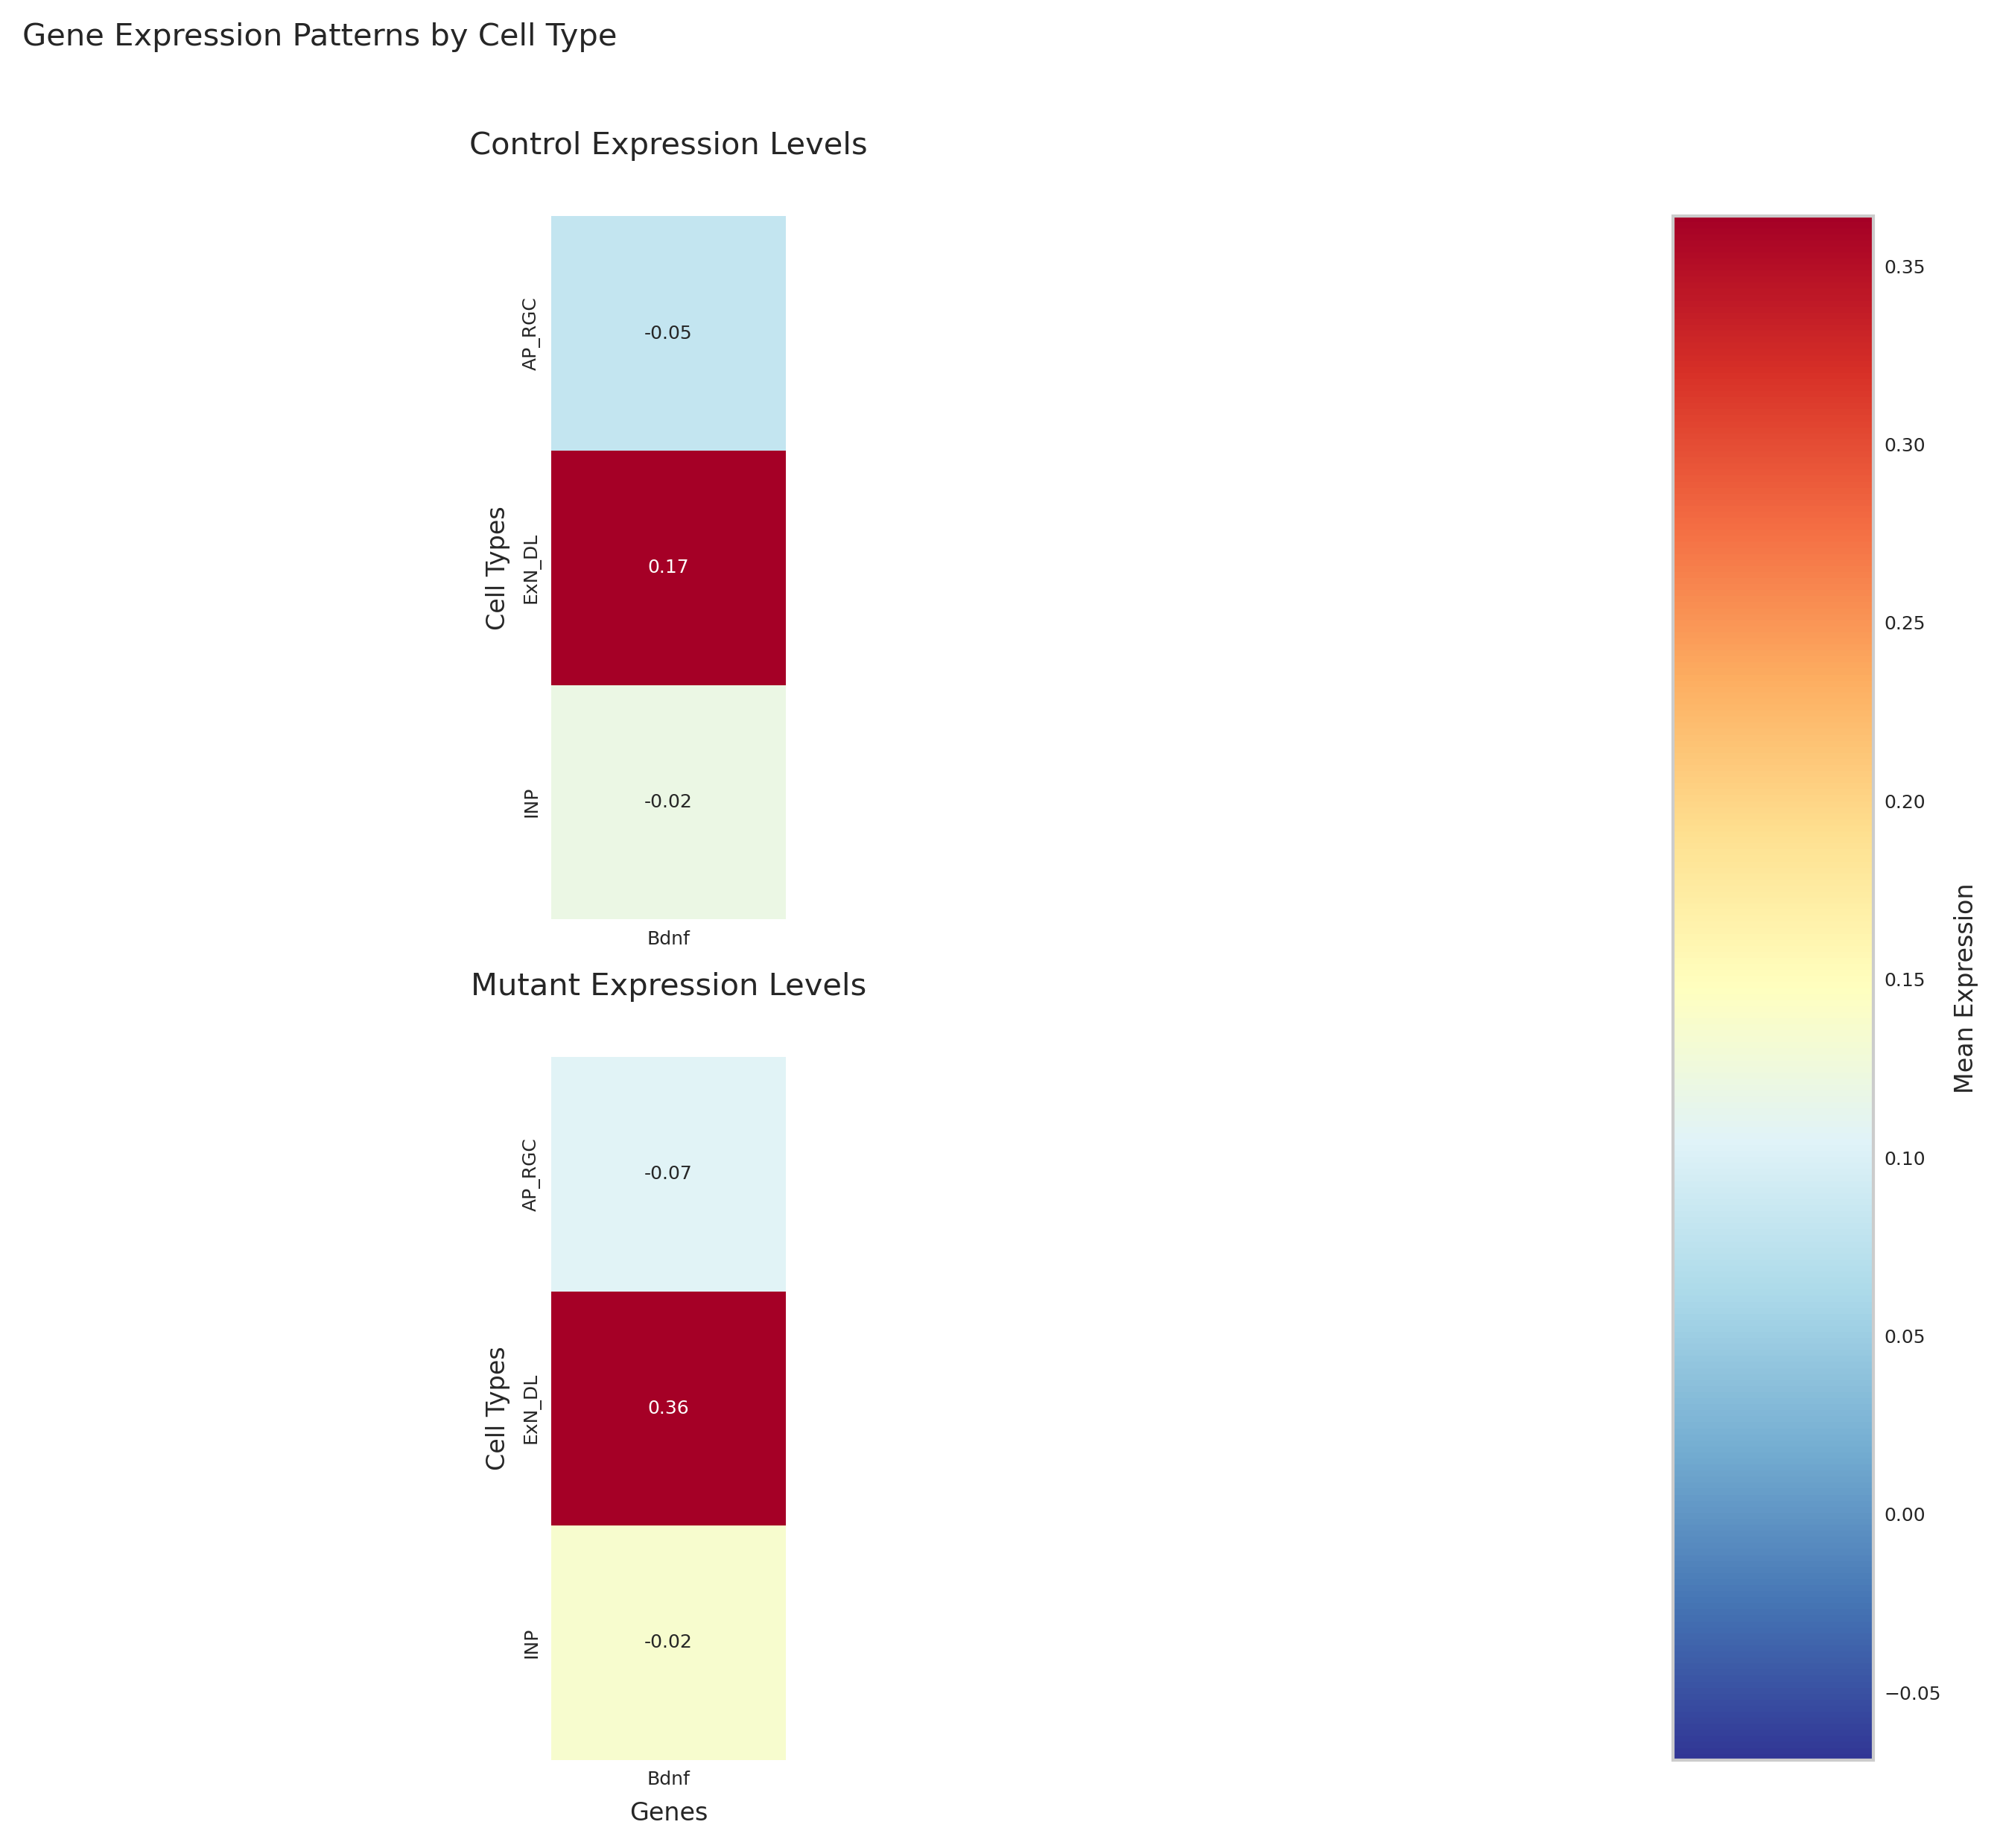 Gene Expression Patterns by Cell Type
Control Expression Levels
Cell Types
AP_RGC
-0.05
ExN_DL
0.17
INP
-0.02
Bdnf
Mutant Expression Levels
Cell Types
AP_RGC
-0.07
ExN_DL
0.36
INP
-0.02
Bdnf
Genes
0.35
0.30
0.25
0.20
0.15
0.10
0.05
0.00
−0.05
Mean Expression